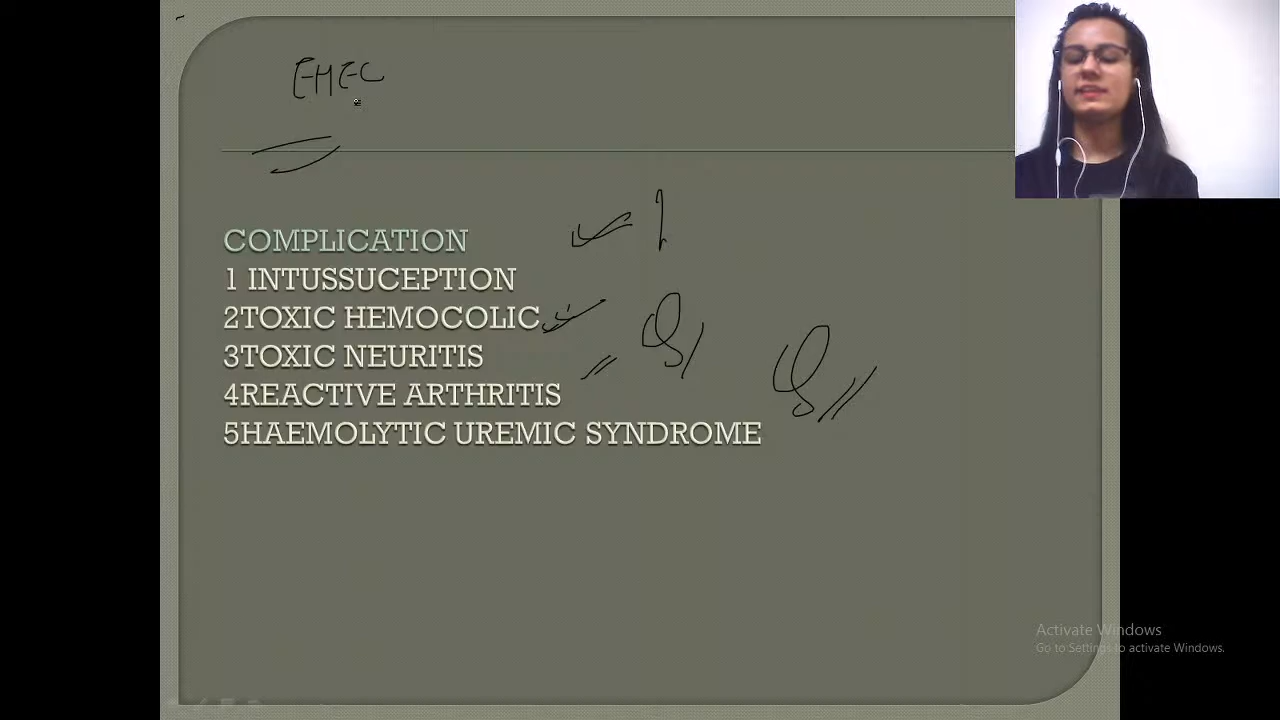 EHEC
COMPLICATION
1 INTUSSUCEPTION
2TOXIC HEMOCOLIC
3TOXIC NEURITIS
4REACTIVE ARTHRITIS
5HAEMOLYTIC UREMIC SYNDROME
Activate Windows
Go to Settings to activate Windows.